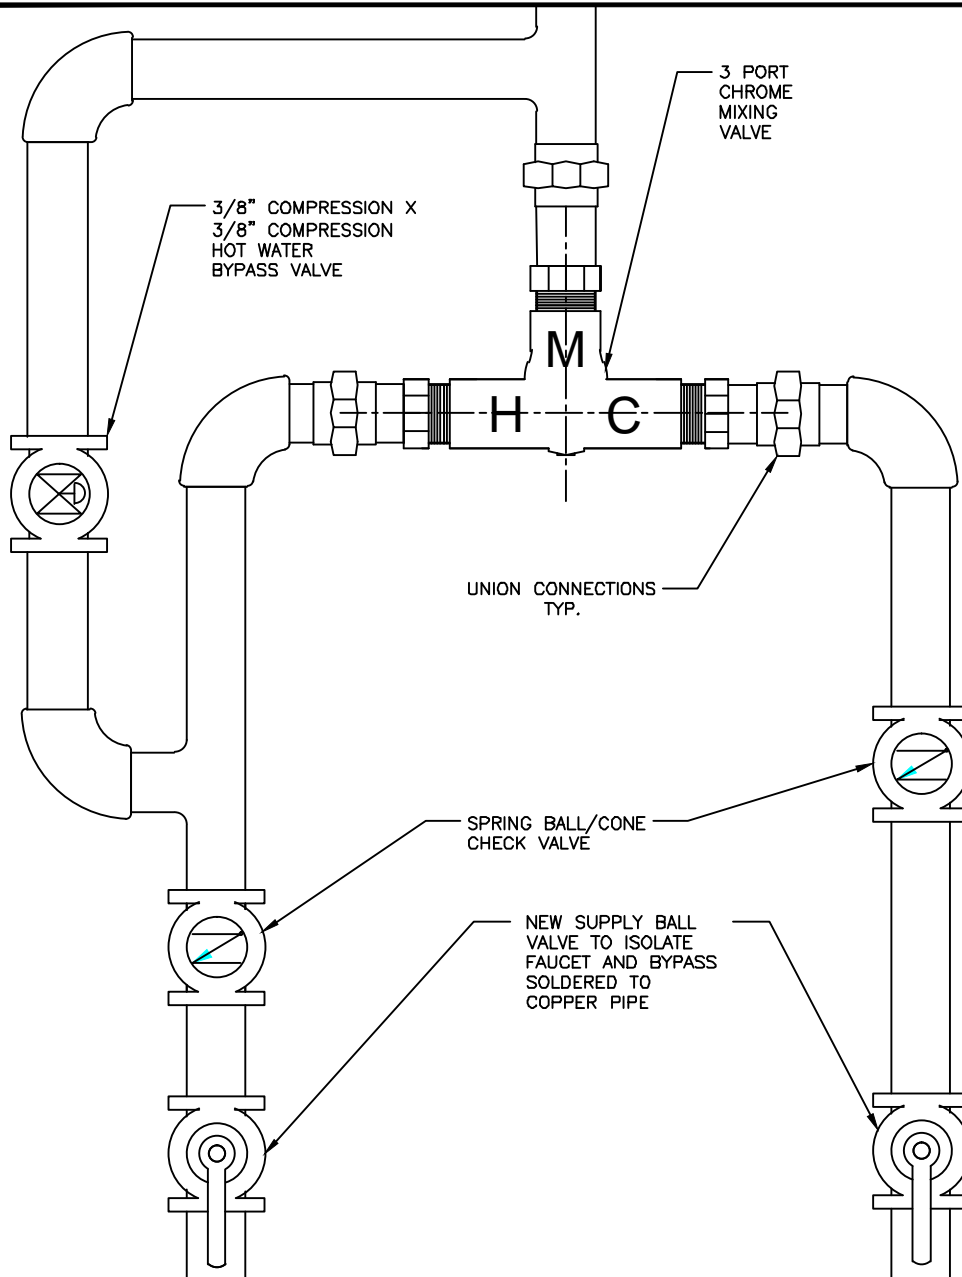 3 PORT
CHROME
MIXING
VALVE
3/8" COMPRESSION X
3/8" COMPRESSION
HOT WATER
BYPASS VALVE
M
H C
UNION CONNECTIONS
TYP.
SPRING BALL/CONE
CHECK VALVE
NEW SUPPLY BALL
VALVE TO ISOLATE
FAUCET AND BYPASS
SOLDERED TO
COPPER PIPE